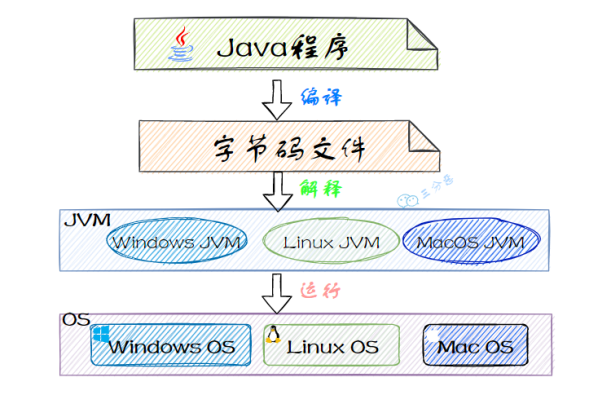 Java程序
编译
字节码文件
解释
三分恶
JVM
Windows JVM
Linux JVM
MacOS JVM
运行
OS
Windows OS
Linux OS
Mac OS